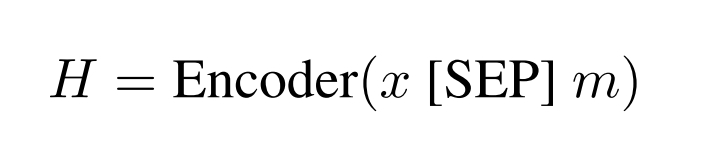 H = Encoder(x [SEP] m)